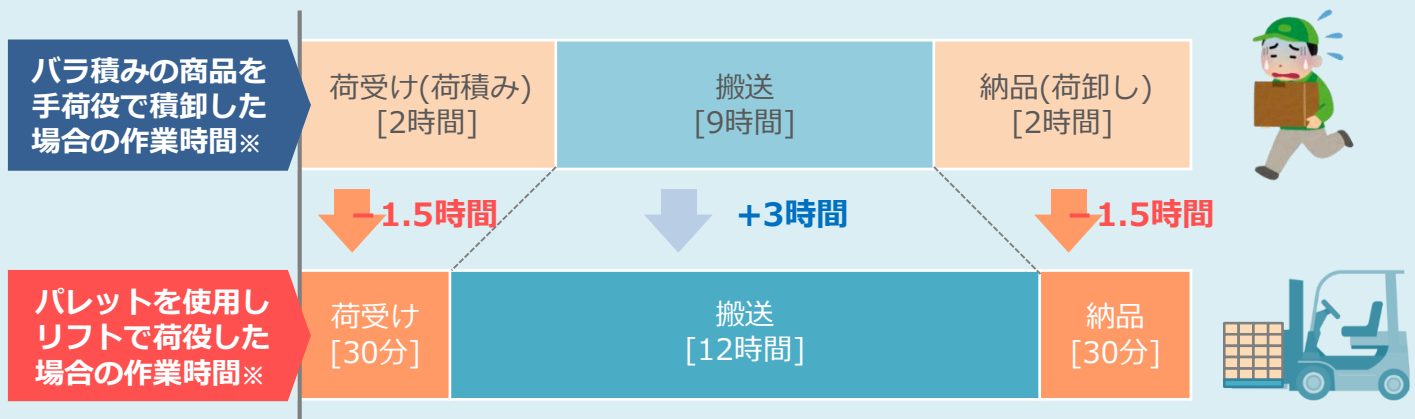 バラ積みの商品を
手荷役で積卸した
場合の作業時間※
荷受け(荷積み)
[2時間]
搬送
[9時間]
納品(荷卸し)
[2時間]
－1.5時間
+3時間
－1.5時間
パレットを使用し
リフトで荷役した
場合の作業時間※
荷受け
[30分]
搬送
[12時間]
納品
[30分]